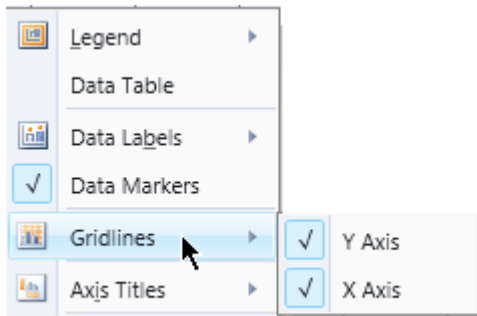 Legend
Data Table
Data Labels
Data Markers
Gridlines
Y Axis
Axis Titles
X Axis